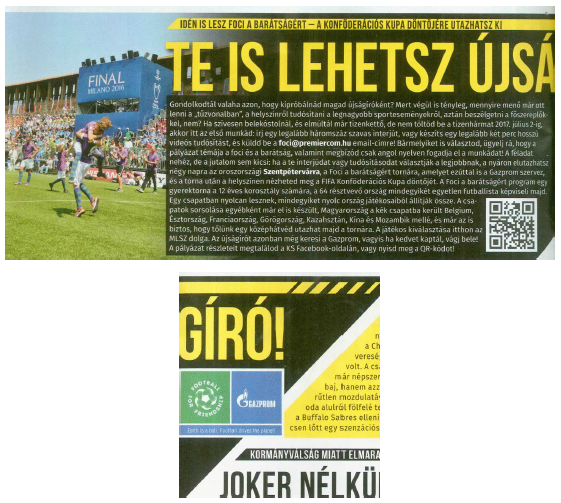 IDÉN IS LESZ FOCI A BARÁTSÁGÉRT – A KONFÖDERÁCIÓS KUPA DÖNTŐJÉRE UTAZHATSZ KI
TE IS LEHETSZ ÚJSÁ
FINAL
MILANO 2016
Gondolkodtál valaha azon, hogy kipróbálnád magad újságíróként? Mert végül is tényleg, mennyire menő már ott
lenni a „tűzvonalban”, a helyszínről tudósítani a legnagyobb sporteseményekről, aztán beszélgetni a főszereplők
kel, nem? Ha szívesen belekóstolnál, és elmúltál már tizenkettő, de nem töltöd be a tizenhármat 2017. július 2-ig,
akkor itt az első munkád: írj egy legalább háromszáz szavas interjút, vagy készíts egy legalább két perc hosszú
videós tudósítást, és küldd be a foci@premiercom.hu email-címre! Bármelyiket is választod, ügyelj rá, hogy a
pályázat témája a foci és a barátság, valamint megbízód csak angol nyelven fogadja el a munkádat! A feladat
nehéz, de a jutalom sem kicsi: ha a te interjúdat vagy tudósításodat választják a legjobbnak, a nyáron elutazhatsz
négy napra az oroszországi Szentpétervárra, a Foci a barátságért tornára, amelyet ezúttal is a Gazprom szervez,
és a torna után a helyszínen nézheted meg a FIFA Konföderációs Kupa döntőjét. A Foci a barátságért program egy
gyerektorna a 12 éves korosztály számára, a 64 résztvevő ország mindegyikét egyetlen futballista képviseli majd.
Egy csapatban nyolcan lesznek, mindegyiket nyolc ország játékosaiból állítják össze. A csa-
patok sorsolása egyébként már el is készült, Magyarország a kék csapatba került Belgium,
Észtország, Franciaország, Görögország, Kazahsztán, Kína és Mozambik mellé, és már az is
biztos, hogy tőlünk egy középhátvéd utazhat majd a tornára. A játékos kiválasztása itthon az
MLSZ dolga. Az újságírót azonban még keresi a Gazprom, vagyis ha kedvet kaptál, vágj bele!
A pályázat részleteit megtalálod a KS Facebook-oldalán, vagy nyisd meg a QR-kódot!
GÍRÓ!
FOOTBALL
FOR FRIENDSHIP
GAZPROM
n
a Ch
veresé
volt. A csa
már népszer
baj, hanem azz
rűtlen mozdulatáv
oda alulról fölfelé te
a Buffalo Sabres elleni
csen lőtt egy szenzációs
KORMÁNYVÁLSÁG MIATT ELMARA
JOKER NÉLKÜ